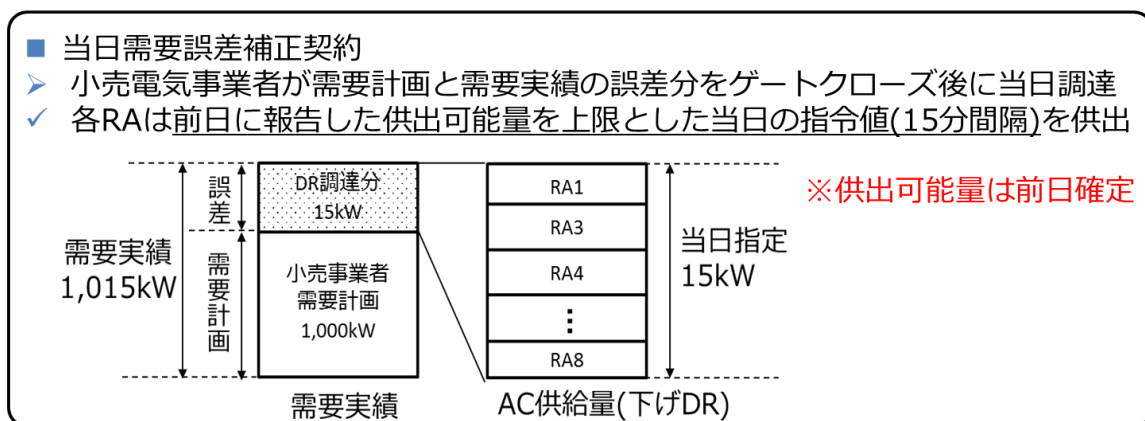 ■ 当日需要誤差補正契約
➢ 小売電気事業者が需要計画と需要実績の誤差分をゲートクローズ後に当日調達
✓ 各RAは前日に報告した供出可能量を上限とした当日の指令値(15分間隔)を供出
※供出可能量は前日確定
需要実績
1,015kW
誤差
需要計画
DR調達分
15kW
小売事業者
需要計画
1,000kW
需要実績
RA1
RA3
RA4
⋮
RA8
AC供給量(下げDR)
当日指定
15kW